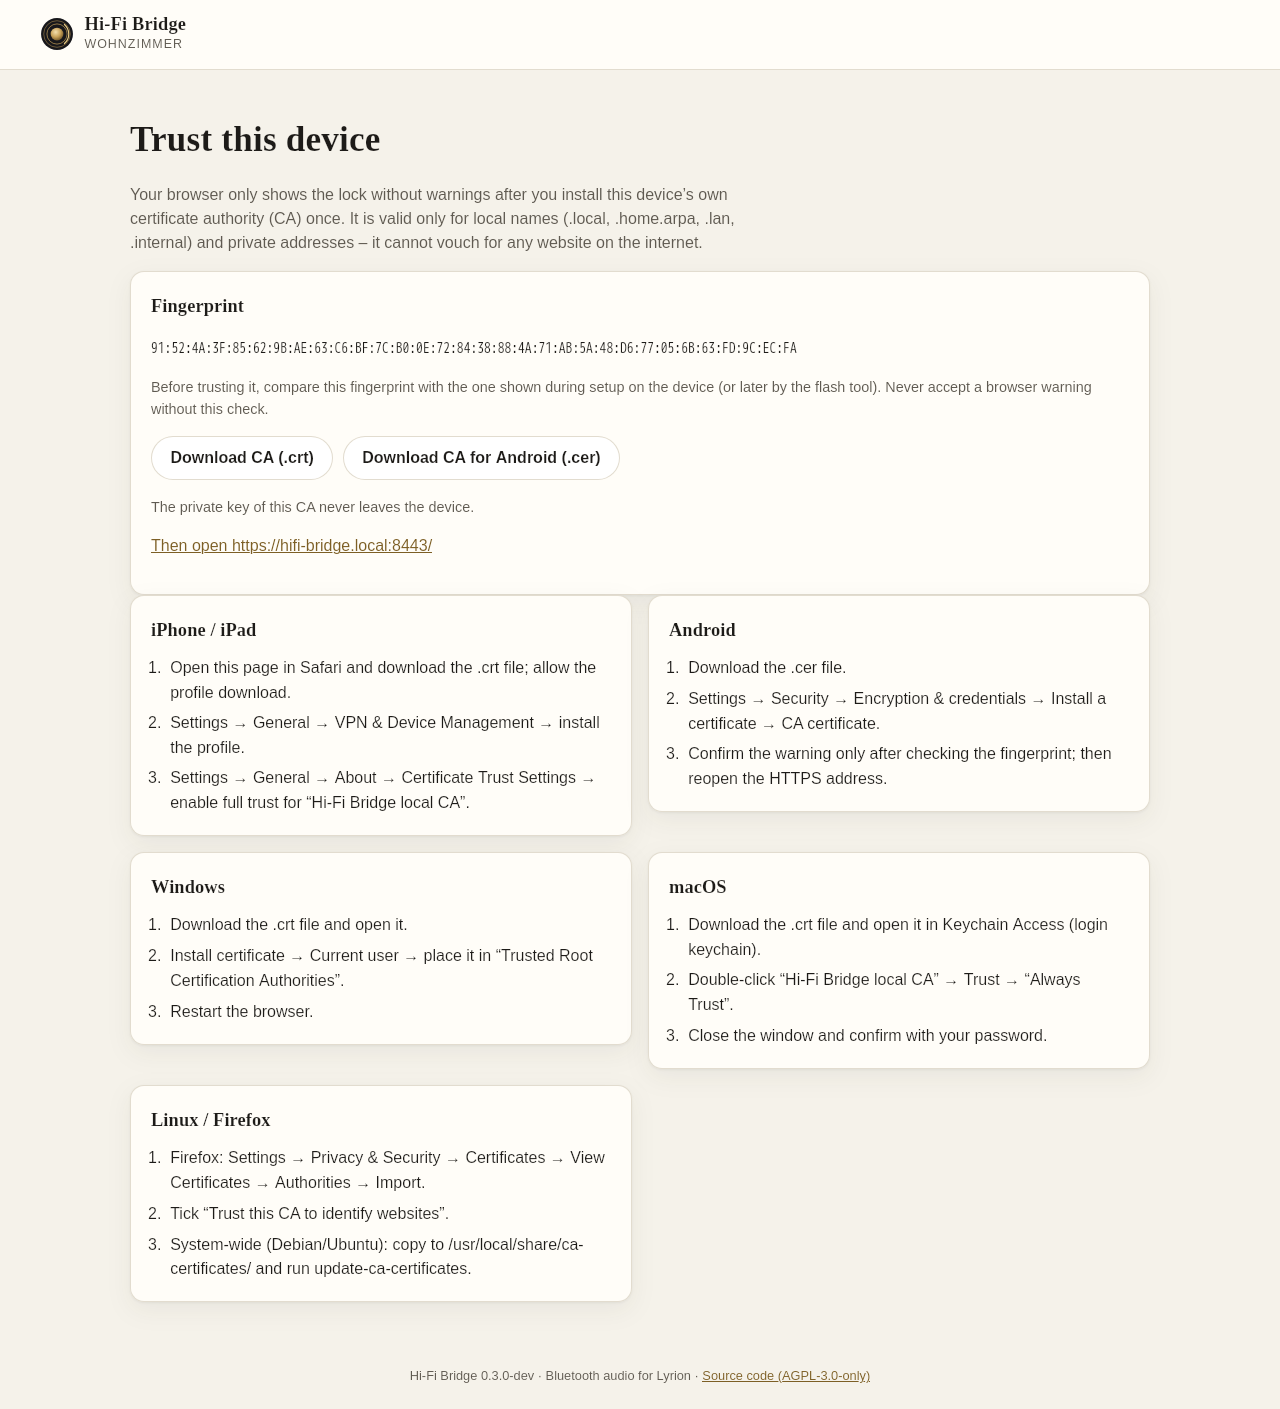 Hi-Fi Bridge
WOHNZIMMER
Trust this device
Your browser only shows the lock without warnings after you install this device’s own
certificate authority (CA) once. It is valid only for local names (.local, .home.arpa, .lan,
.internal) and private addresses – it cannot vouch for any website on the internet.
Fingerprint
91:52:4A:3F:85:62:9B:AE:63:C6:BF:7C:B0:0E:72:84:38:88:4A:71:AB:5A:48:D6:77:05:6B:63:FD:9C:EC:FA
Before trusting it, compare this fingerprint with the one shown during setup on the device (or later by the flash tool). Never accept a browser warning
without this check.
Download CA (.crt)
Download CA for Android (.cer)
The private key of this CA never leaves the device.
Then open https://hifi-bridge.local:8443/
iPhone / iPad
1. Open this page in Safari and download the .crt file; allow the
profile download.
2. Settings → General → VPN & Device Management → install
the profile.
3. Settings → General → About → Certificate Trust Settings →
enable full trust for “Hi-Fi Bridge local CA”.
Android
1. Download the .cer file.
2. Settings → Security → Encryption & credentials → Install a
certificate → CA certificate.
3. Confirm the warning only after checking the fingerprint; then
reopen the HTTPS address.
Windows
1. Download the .crt file and open it.
2. Install certificate → Current user → place it in “Trusted Root
Certification Authorities”.
3. Restart the browser.
macOS
1. Download the .crt file and open it in Keychain Access (login
keychain).
2. Double-click “Hi-Fi Bridge local CA” → Trust → “Always
Trust”.
3. Close the window and confirm with your password.
Linux / Firefox
1. Firefox: Settings → Privacy & Security → Certificates → View
Certificates → Authorities → Import.
2. Tick “Trust this CA to identify websites”.
3. System-wide (Debian/Ubuntu): copy to /usr/local/share/ca-
certificates/ and run update-ca-certificates.
Hi-Fi Bridge 0.3.0-dev · Bluetooth audio for Lyrion · Source code (AGPL-3.0-only)